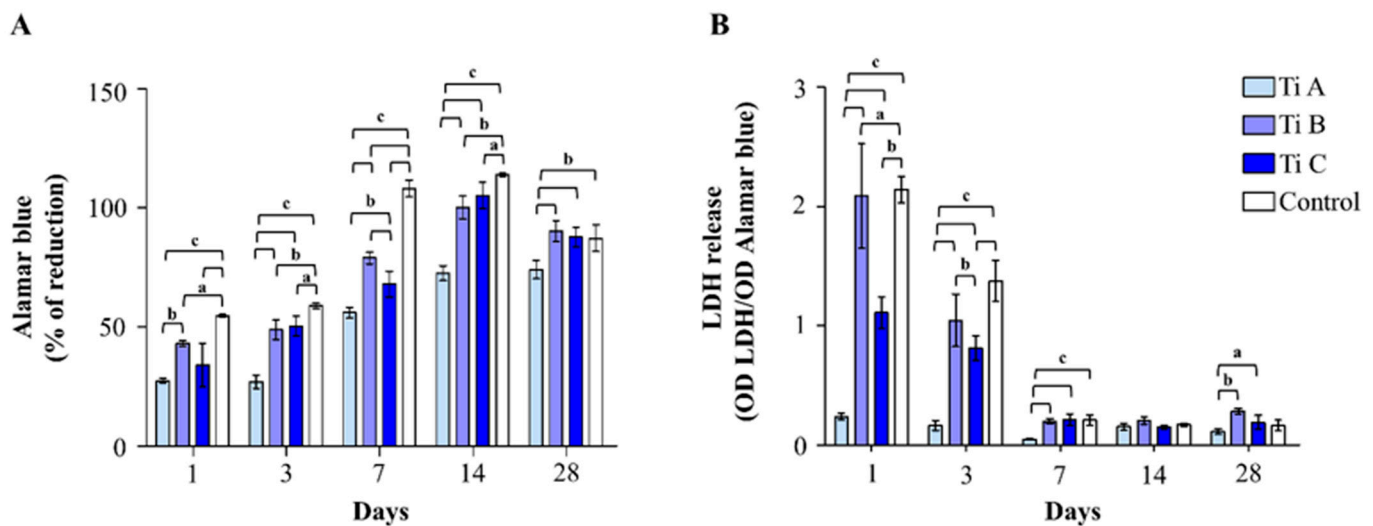 A
Alamar blue
(% of reduction)
150
100
50
0
c
a
b
c
b
a
c
b
c
b
a
b
1 3 7 14 28
Days
B
LDH release
(OD LDH/OD Alamar blue)
3
2
1
0
c
a
b
c
b
c
a
b
1 3 7 14 28
Days
Ti A
Ti B
Ti C
Control